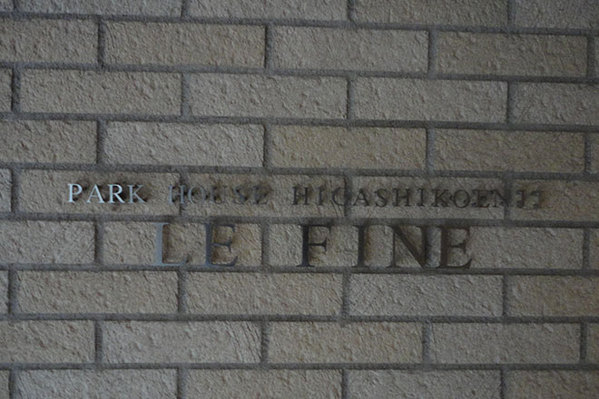 PARK HOUSE HIGASHIKOENJI
LE FINE